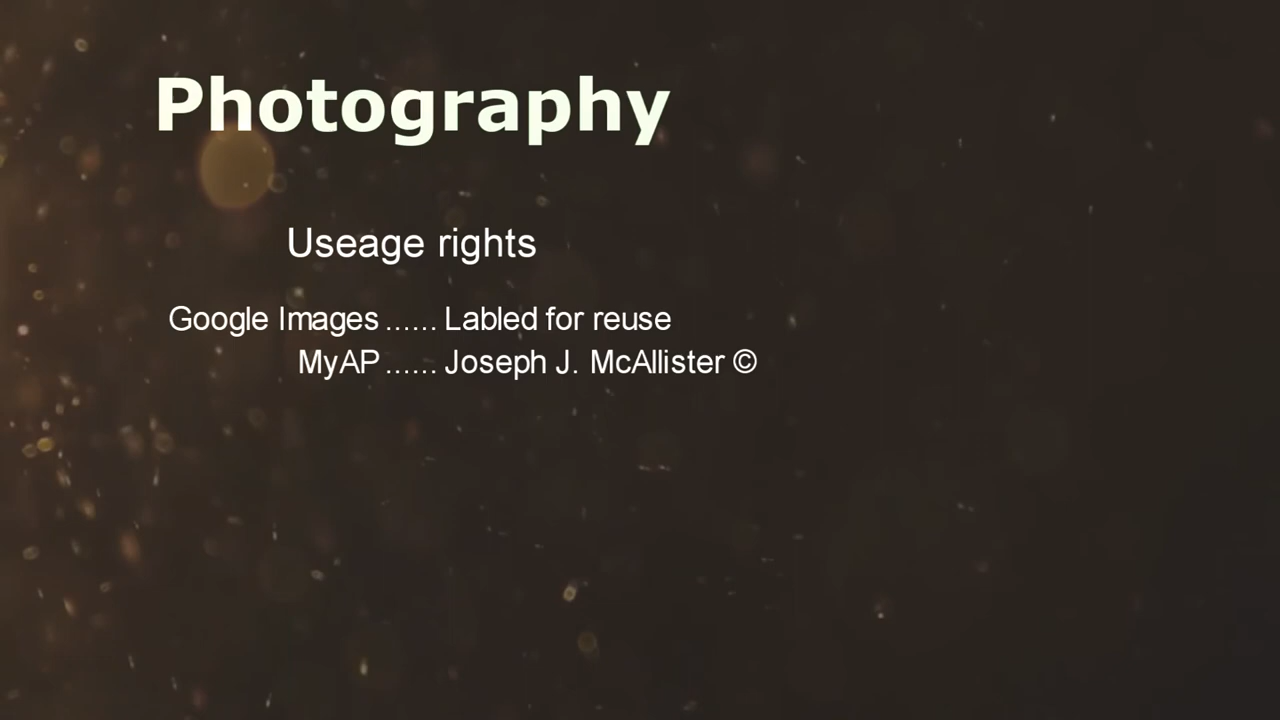 Photography
Useage rights
Google Images ...... Labled for reuse
MyAP ...... Joseph J. McAllister ©